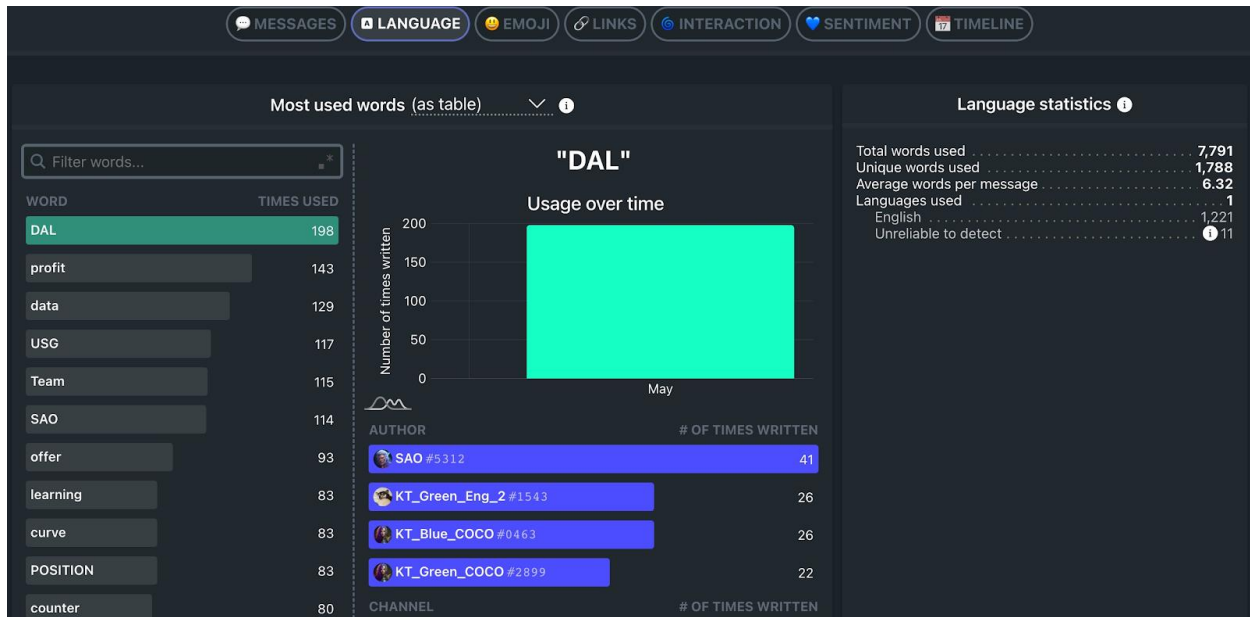 MESSAGES LANGUAGE EMOJI LINKS INTERACTION SENTIMENT TIMELINE
Most used words (as table)
Filter words...
WORD TIMES USED
DAL 198
profit 143
data 129
USG 117
Team 115
SAO 114
offer 93
learning 83
curve 83
POSITION 83
counter 80
"DAL"
Usage over time
Number of times written
200
150
100
50
0
May
AUTHOR # OF TIMES WRITTEN
SAO #5312 41
KT_Green_Eng_2 #1543 26
KT_Blue_COCO #0463 26
KT_Green_COCO #2899 22
CHANNEL # OF TIMES WRITTEN
Language statistics
Total words used 7,791
Unique words used 1,788
Average words per message 6.32
Languages used 1
English 1,221
Unreliable to detect 11